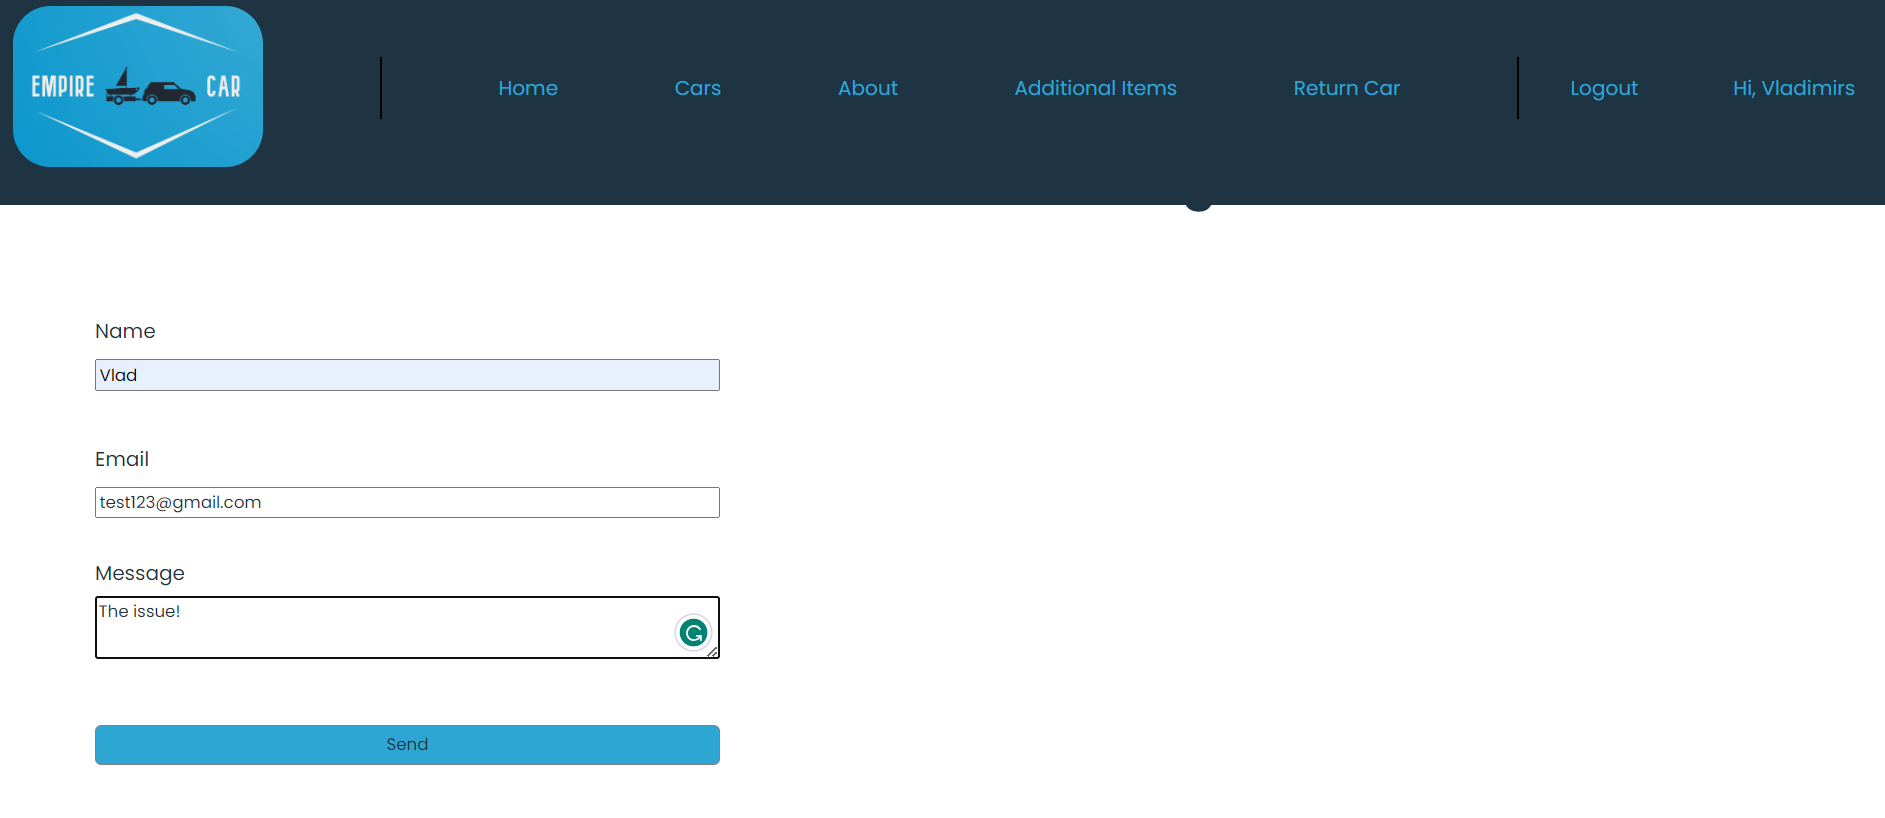 EMPIRE CAR
Home Cars About Additional Items Return Car Logout Hi, Vladimirs
Name
Vlad
Email
test123@gmail.com
Message
The issue!
G
Send